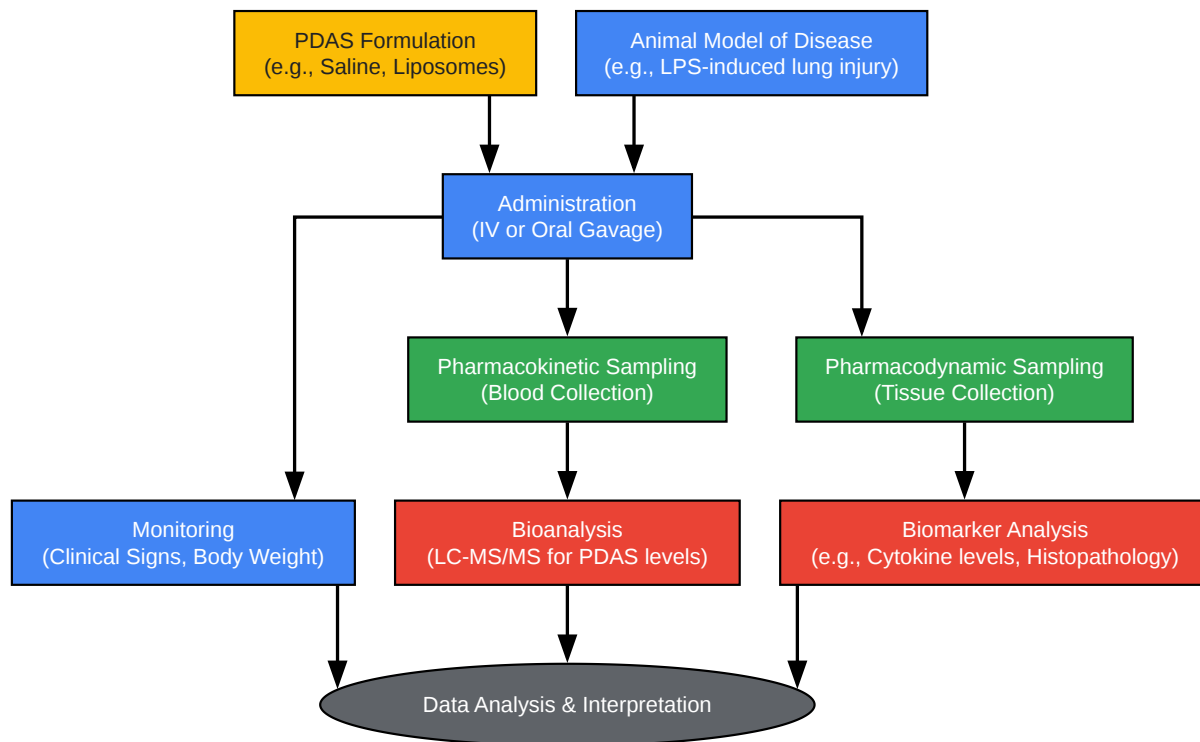 PDAS Formulation
(e.g., Saline, Liposomes)
Animal Model of Disease
(e.g., LPS-induced lung injury)
Administration
(IV or Oral Gavage)
Pharmacokinetic Sampling
(Blood Collection)
Pharmacodynamic Sampling
(Tissue Collection)
Monitoring
(Clinical Signs, Body Weight)
Bioanalysis
(LC-MS/MS for PDAS levels)
Biomarker Analysis
(e.g., Cytokine levels, Histopathology)
Data Analysis & Interpretation